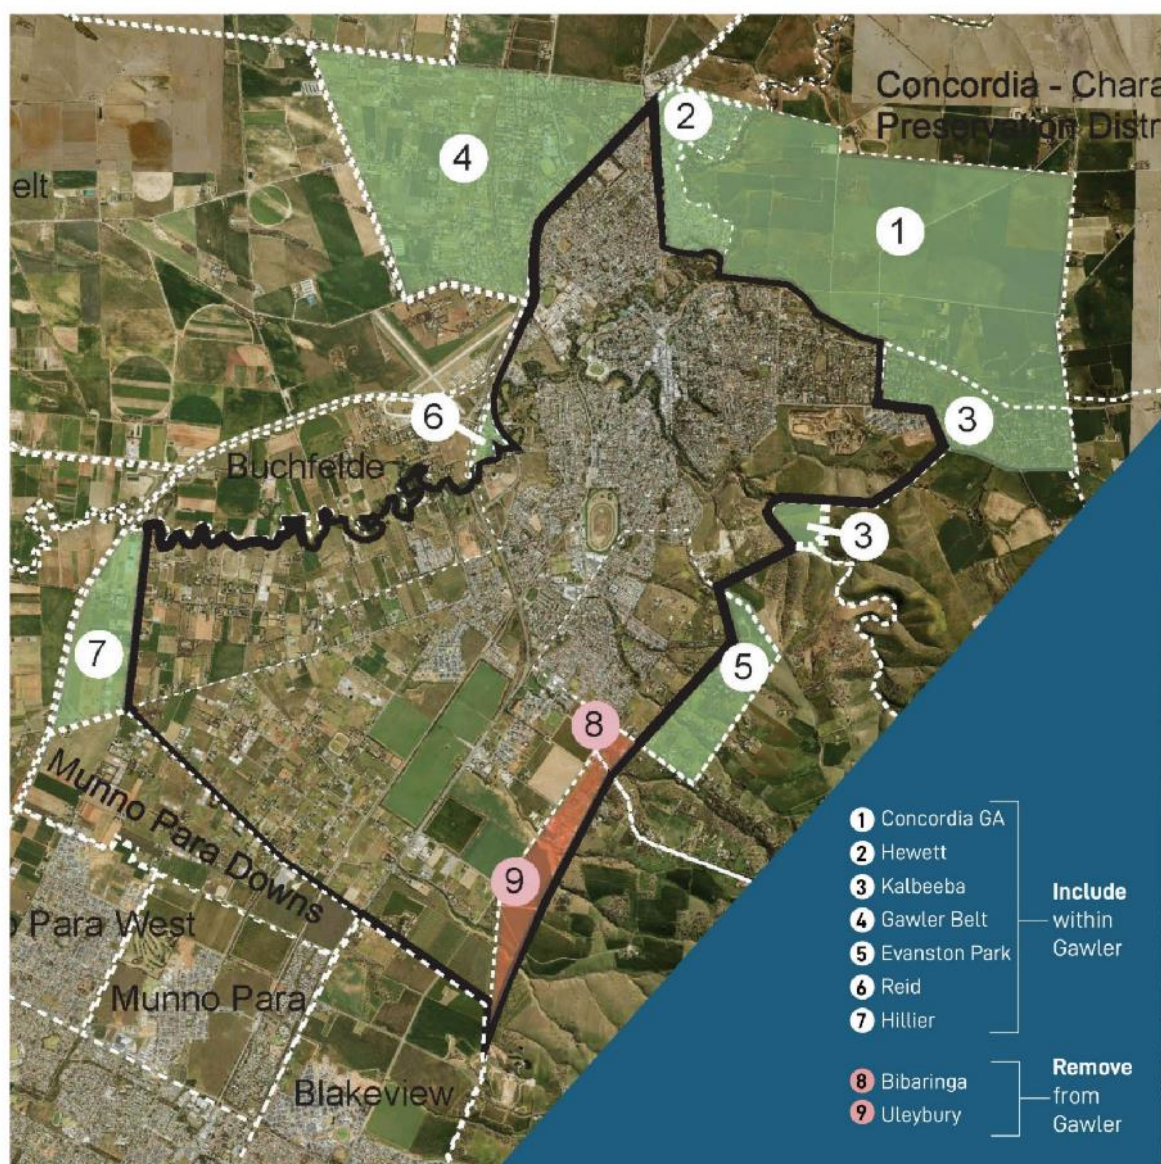 Concordia - Chara
Preservation Distr
2
4
elt
1
6
3
Buchfelde
3
7
5
8
Munno Para Downs
9
o Para West
Munno Para
Blakeview
1 Concordia GA
2 Hewett
3 Kalbeeba
4 Gawler Belt
5 Evanston Park
6 Reid
7 Hillier
Include
within
Gawler
8 Bibaringa
9 Uleybury
Remove
from
Gawler